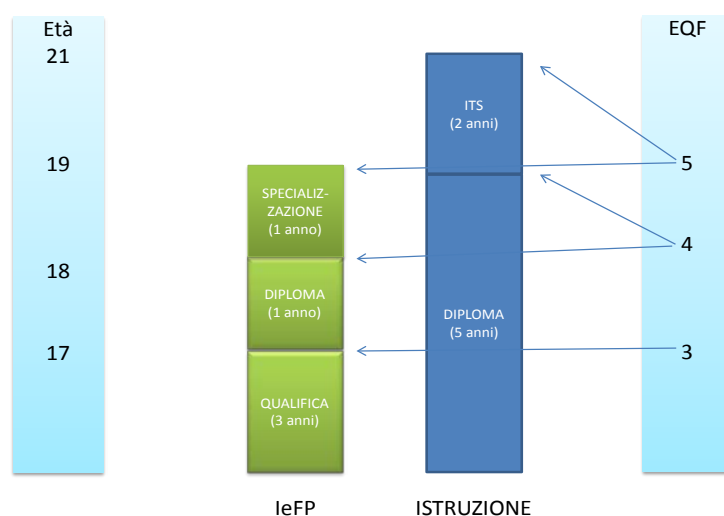 Età
21
19
18
17
SPECIALIZ-
ZAZIONE
(1 anno)
DIPLOMA
(1 anno)
QUALIFICA
(3 anni)
IeFP
ITS
(2 anni)
DIPLOMA
(5 anni)
ISTRUZIONE
EQF
5
4
3